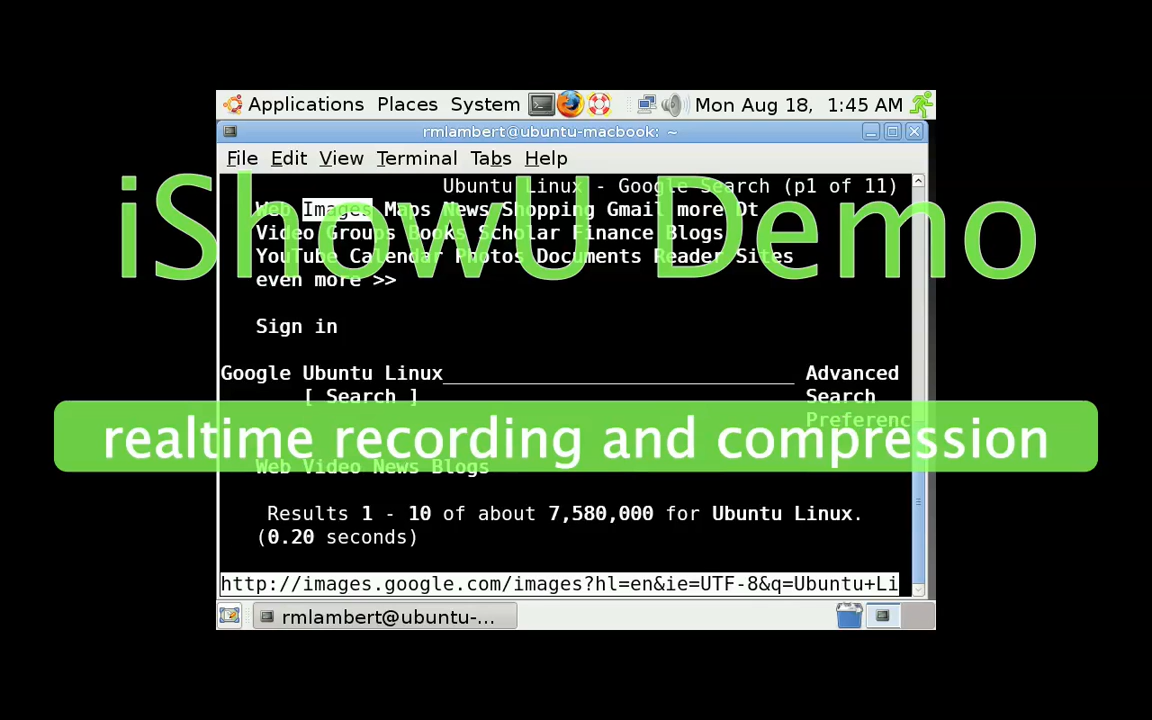 Applications Places System Mon Aug 18, 1:45 AM
rmlambert@ubuntu-macbook: ~
File Edit View Terminal Tabs Help
Ubuntu Linux - Google Search (p1 of 11)
Web Images Maps News Shopping Gmail more Dt
iShowU Demo
Video Groups Books Scholar Finance Blogs
YouTube Calendar Photos Documents Reader Sites
even more >>
Sign in
Google Ubuntu Linux______________________________ Advanced
[ Search ] Search
Preferenc
realtime recording and compression
Web Video News Blogs
Results 1 - 10 of about 7,580,000 for Ubuntu Linux.
(0.20 seconds)
http://images.google.com/images?hl=en&ie=UTF-8&q=Ubuntu+Li
rmlambert@ubuntu-...